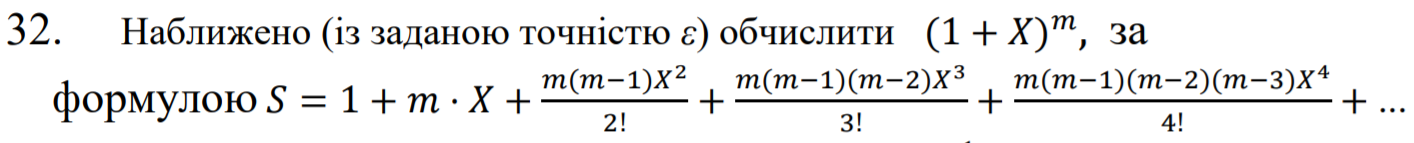 32. Наближено (із заданою точністю ε) обчислити (1 + X)^m, за
формулою S = 1 + m · X + m(m−1)X²/2! + m(m−1)(m−2)X³/3! + m(m−1)(m−2)(m−3)X⁴/4! + ...